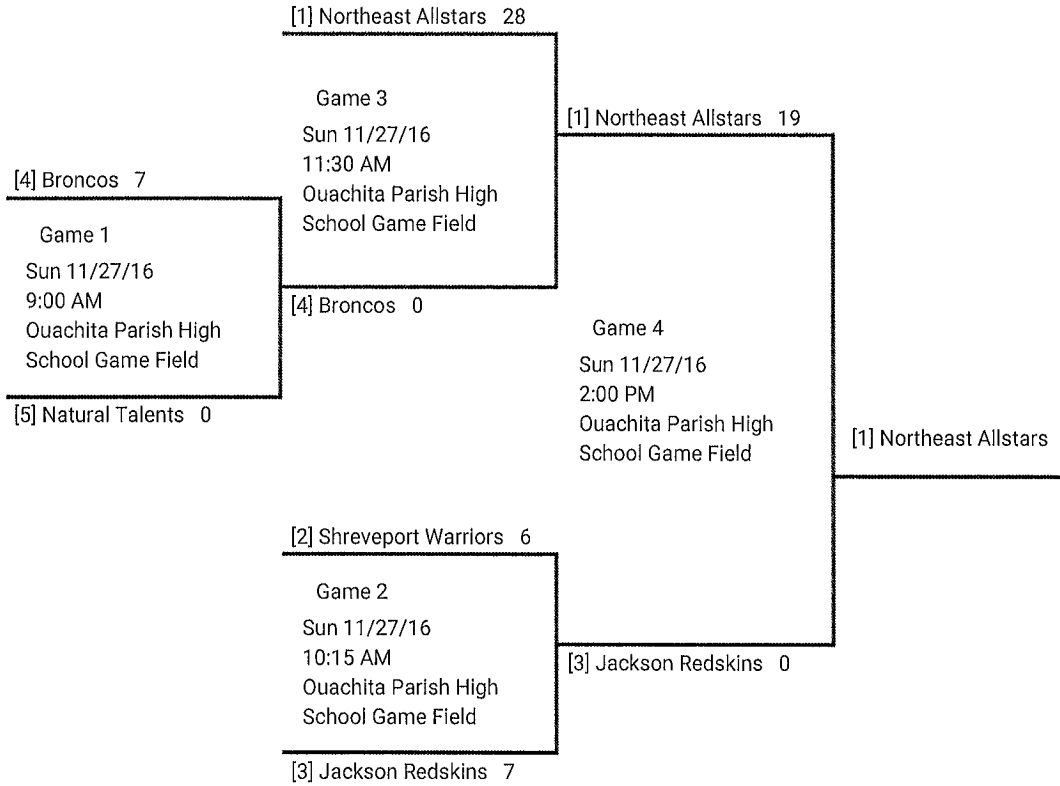 [1] Northeast Allstars 28
Game 3
Sun 11/27/16
11:30 AM
Ouachita Parish High
School Game Field
[1] Northeast Allstars 19
[4] Broncos 7
Game 1
Sun 11/27/16
9:00 AM
Ouachita Parish High
School Game Field
[4] Broncos 0
[5] Natural Talents 0
Game 4
Sun 11/27/16
2:00 PM
Ouachita Parish High
School Game Field
[1] Northeast Allstars
[2] Shreveport Warriors 6
Game 2
Sun 11/27/16
10:15 AM
Ouachita Parish High
School Game Field
[3] Jackson Redskins 0
[3] Jackson Redskins 7